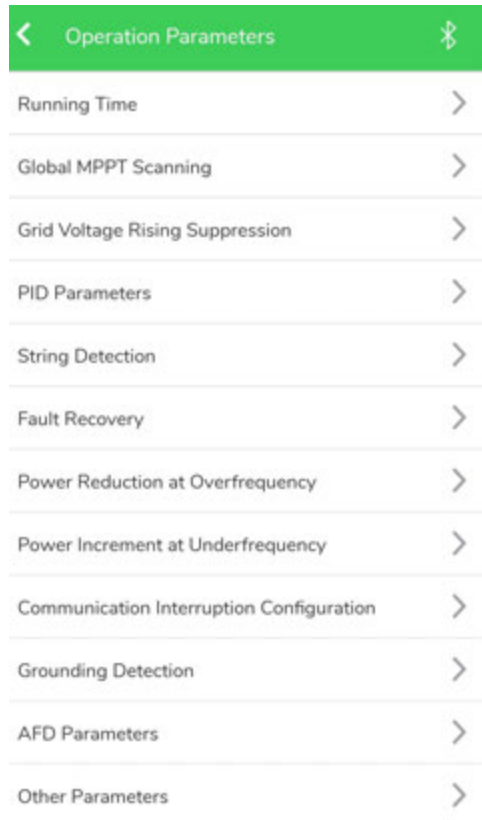 Operation Parameters
Running Time
Global MPPT Scanning
Grid Voltage Rising Suppression
PID Parameters
String Detection
Fault Recovery
Power Reduction at Overfrequency
Power Increment at Underfrequency
Communication Interruption Configuration
Grounding Detection
AFD Parameters
Other Parameters